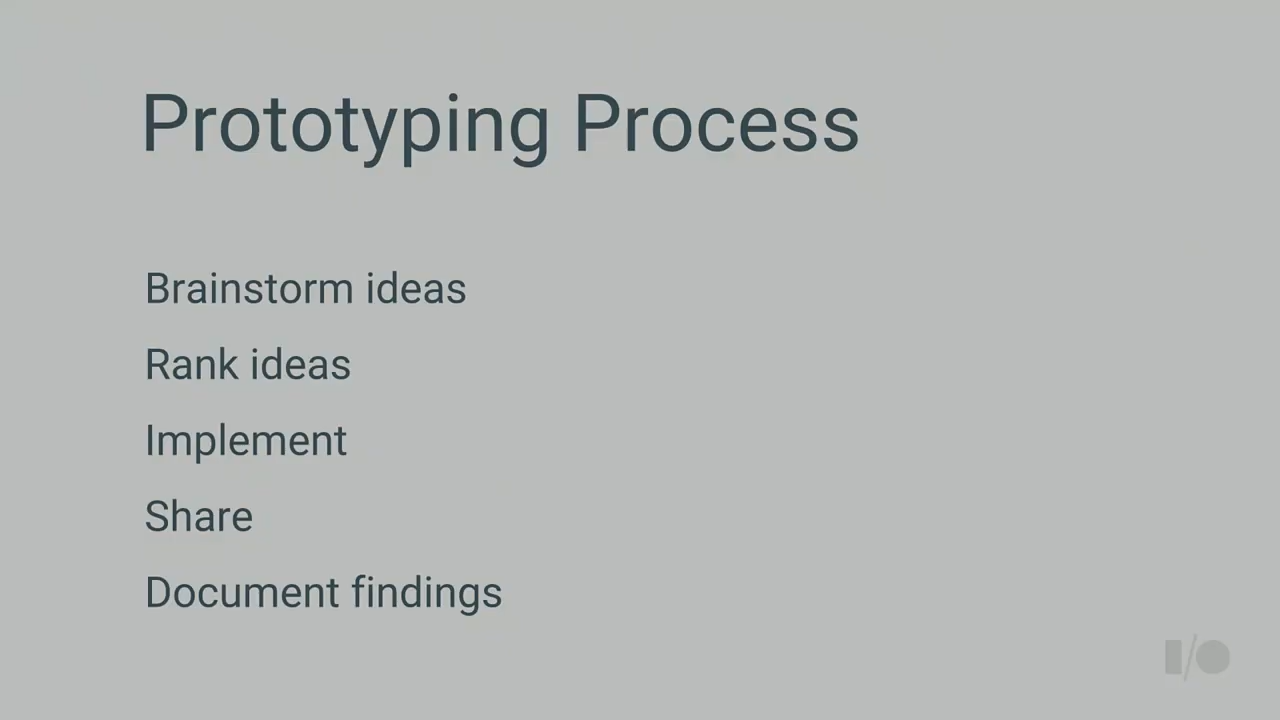 Prototyping Process
Brainstorm ideas
Rank ideas
Implement
Share
Document findings
I/O